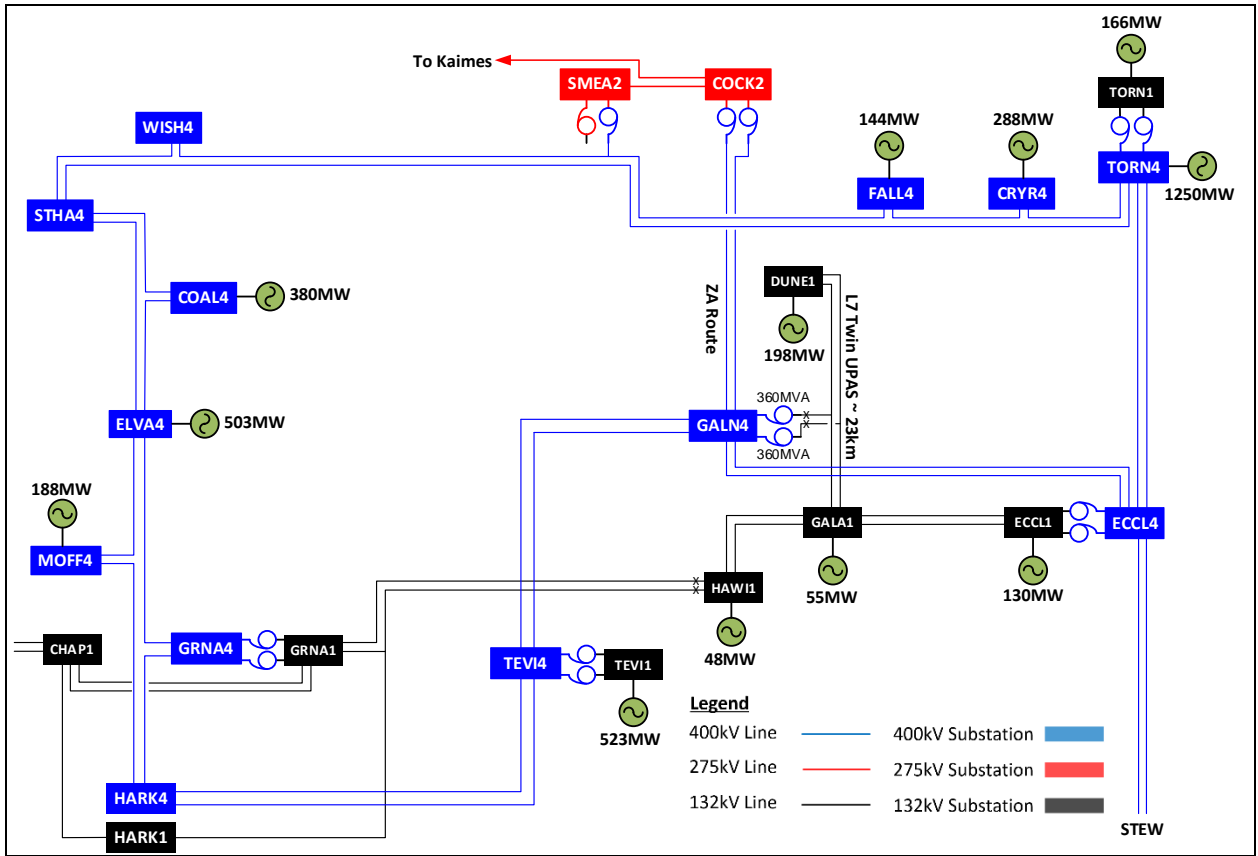 166MW
To Kaimes
SMEA2
COCK2
TORN1
WISH4
144MW
288MW
TORN4
FALL4
CRYR4
1250MW
STHA4
DUNE1
COAL4
380MW
ZA Route
L7 Twin UPAS ~ 23km
198MW
360MVA
ELVA4
503MW
GALN4
360MVA
188MW
GALA1
ECCL1
ECCL4
MOFF4
x
x
x
x
HAWI1
55MW
130MW
CHAP1
GRNA4
GRNA1
TEVI4
TEVI1
48MW
Legend
523MW
400kV Line
400kV Substation
275kV Line
275kV Substation
HARK4
132kV Line
132kV Substation
HARK1
STEW